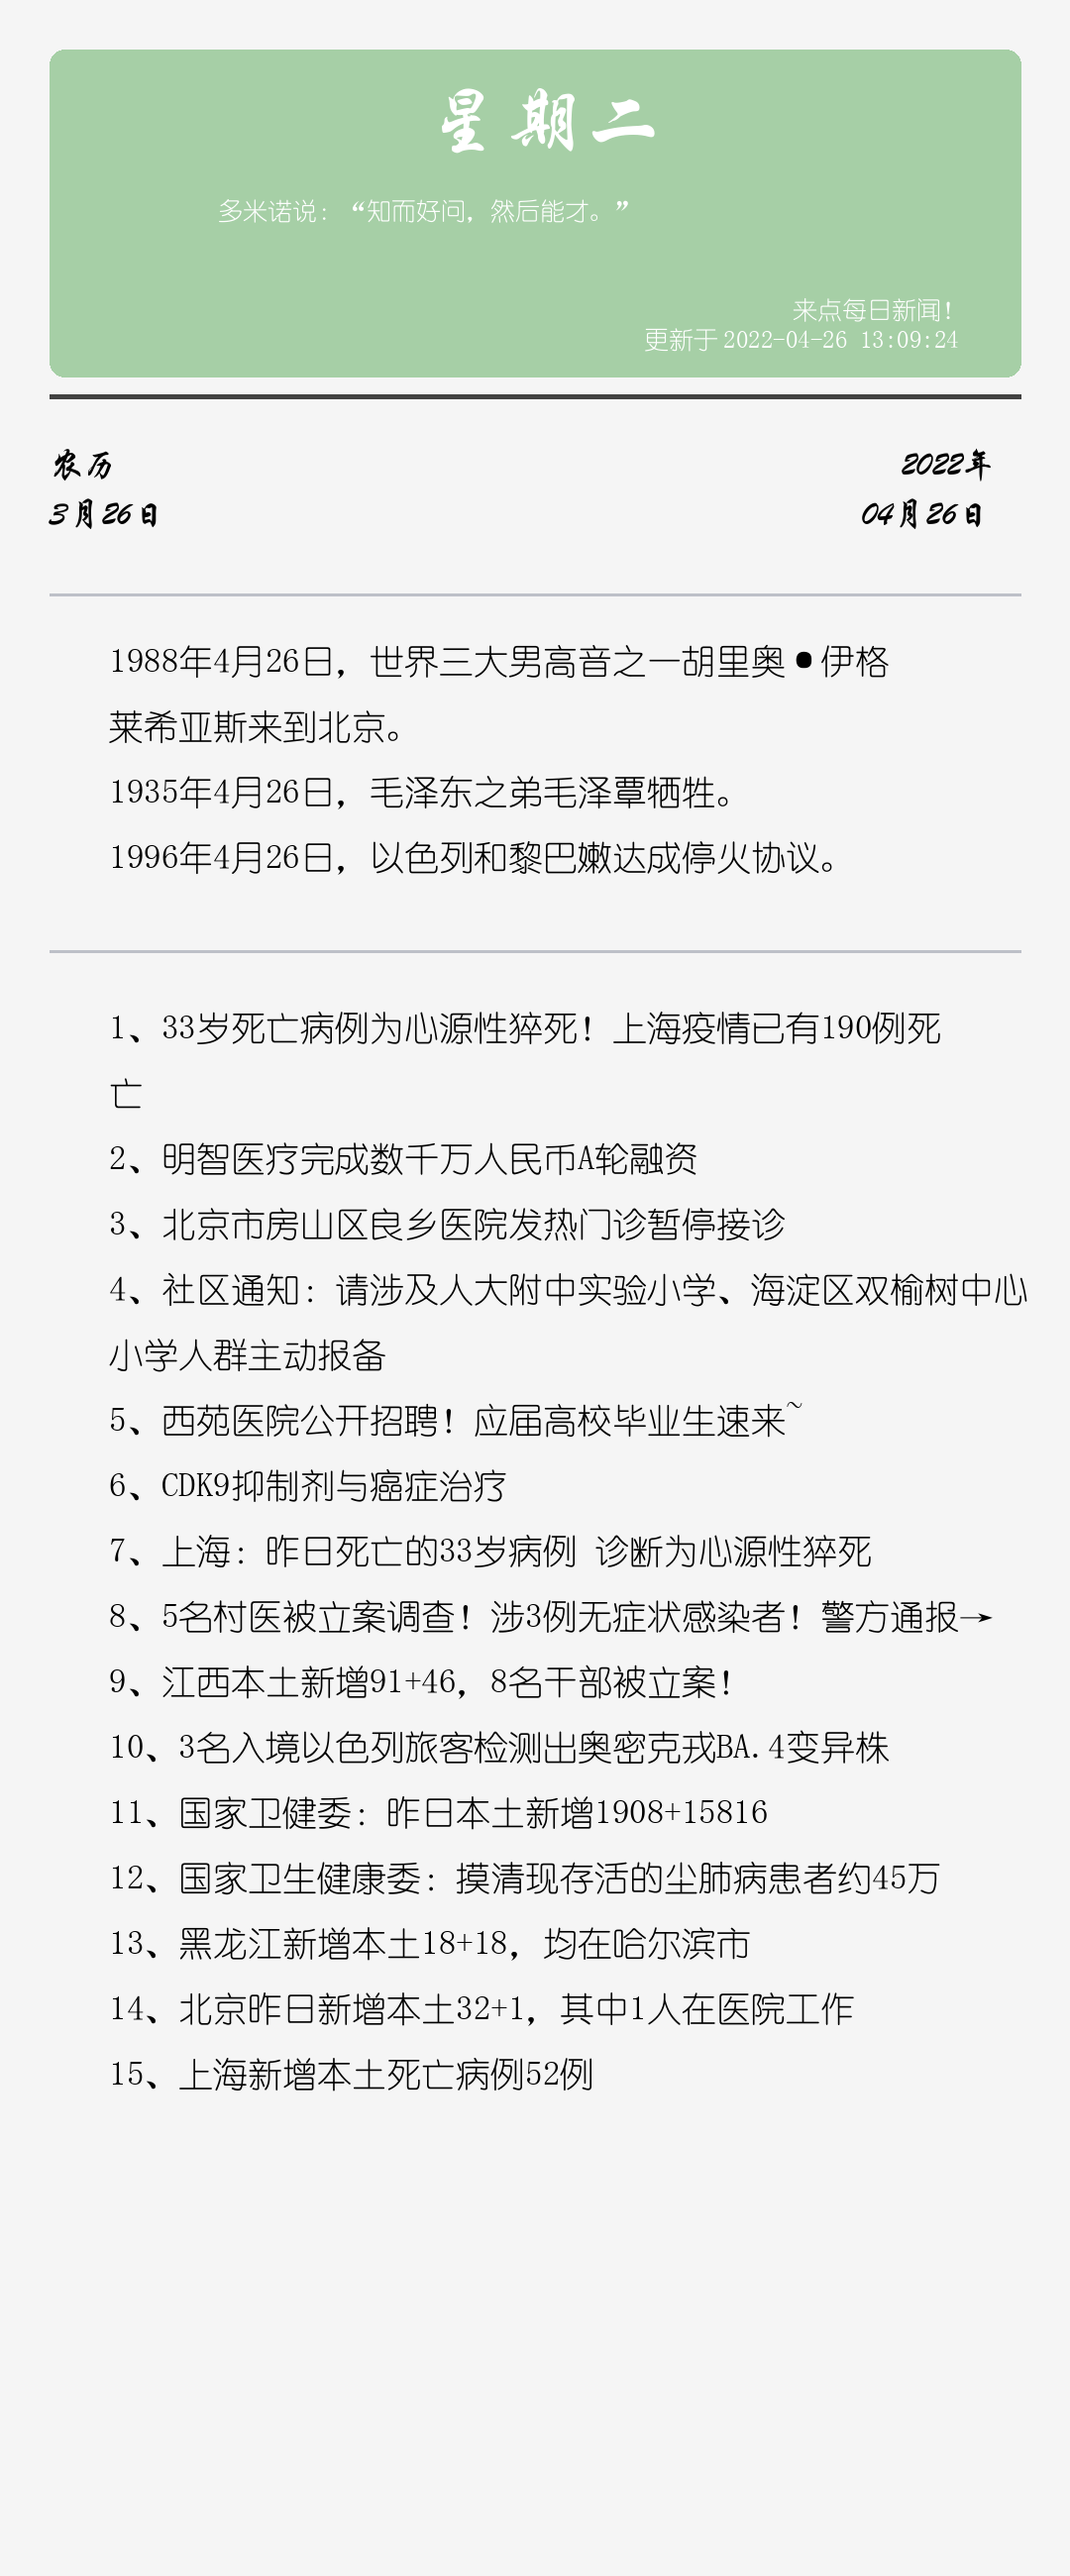 星期二
多米诺说：“知而好问，然后能才。”
来点每日新闻！
更新于 2022-04-26 13:09:24
农历
2022年
3月26日
04月26日
1988年4月26日，世界三大男高音之一胡里奥●伊格
莱希亚斯来到北京。
1935年4月26日，毛泽东之弟毛泽覃牺牲。
1996年4月26日，以色列和黎巴嫩达成停火协议。
1、33岁死亡病例为心源性猝死！上海疫情已有190例死
亡
2、明智医疗完成数千万人民币A轮融资
3、北京市房山区良乡医院发热门诊暂停接诊
4、社区通知：请涉及人大附中实验小学、海淀区双榆树中心
小学人群主动报备
5、西苑医院公开招聘！应届高校毕业生速来~
6、CDK9抑制剂与癌症治疗
7、上海：昨日死亡的33岁病例 诊断为心源性猝死
8、5名村医被立案调查！涉3例无症状感染者！警方通报→
9、江西本土新增91+46，8名干部被立案！
10、3名入境以色列旅客检测出奥密克戎BA.4变异株
11、国家卫健委：昨日本土新增1908+15816
12、国家卫生健康委：摸清现存活的尘肺病患者约45万
13、黑龙江新增本土18+18，均在哈尔滨市
14、北京昨日新增本土32+1，其中1人在医院工作
15、上海新增本土死亡病例52例